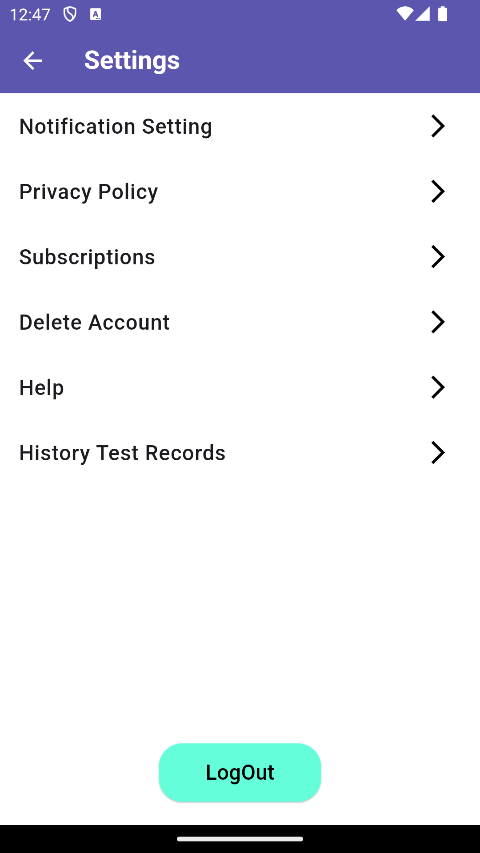 12:47
Settings
Notification Setting
Privacy Policy
Subscriptions
Delete Account
Help
History Test Records
LogOut